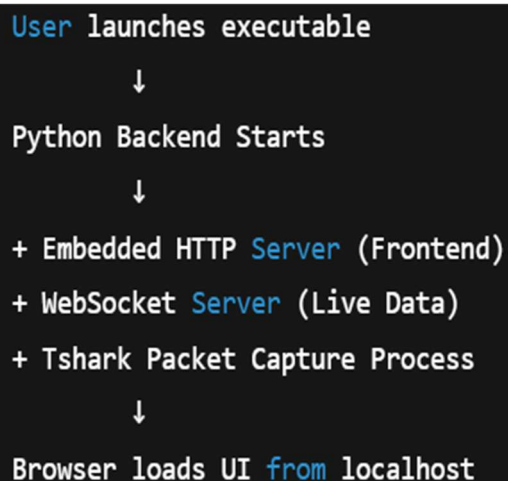 User launches executable
↓
Python Backend Starts
↓
+ Embedded HTTP Server (Frontend)
+ WebSocket Server (Live Data)
+ Tshark Packet Capture Process
↓
Browser loads UI from localhost